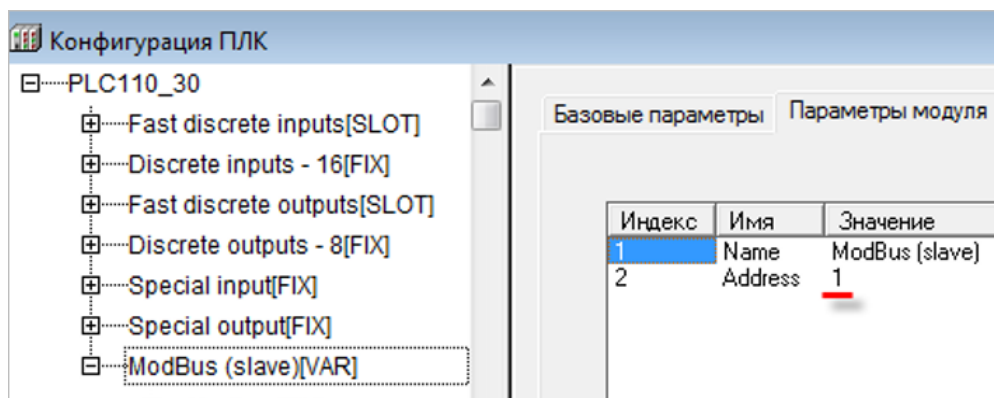 Конфигурация ПЛК
PLC110_30
Fast discrete inputs[SLOT]
Discrete inputs - 16[FIX]
Fast discrete outputs[SLOT]
Discrete outputs - 8[FIX]
Special input[FIX]
Special output[FIX]
ModBus (slave)[VAR]
Базовые параметры Параметры модуля
Индекс Имя Значение
1 Name ModBus (slave)
2 Address 1